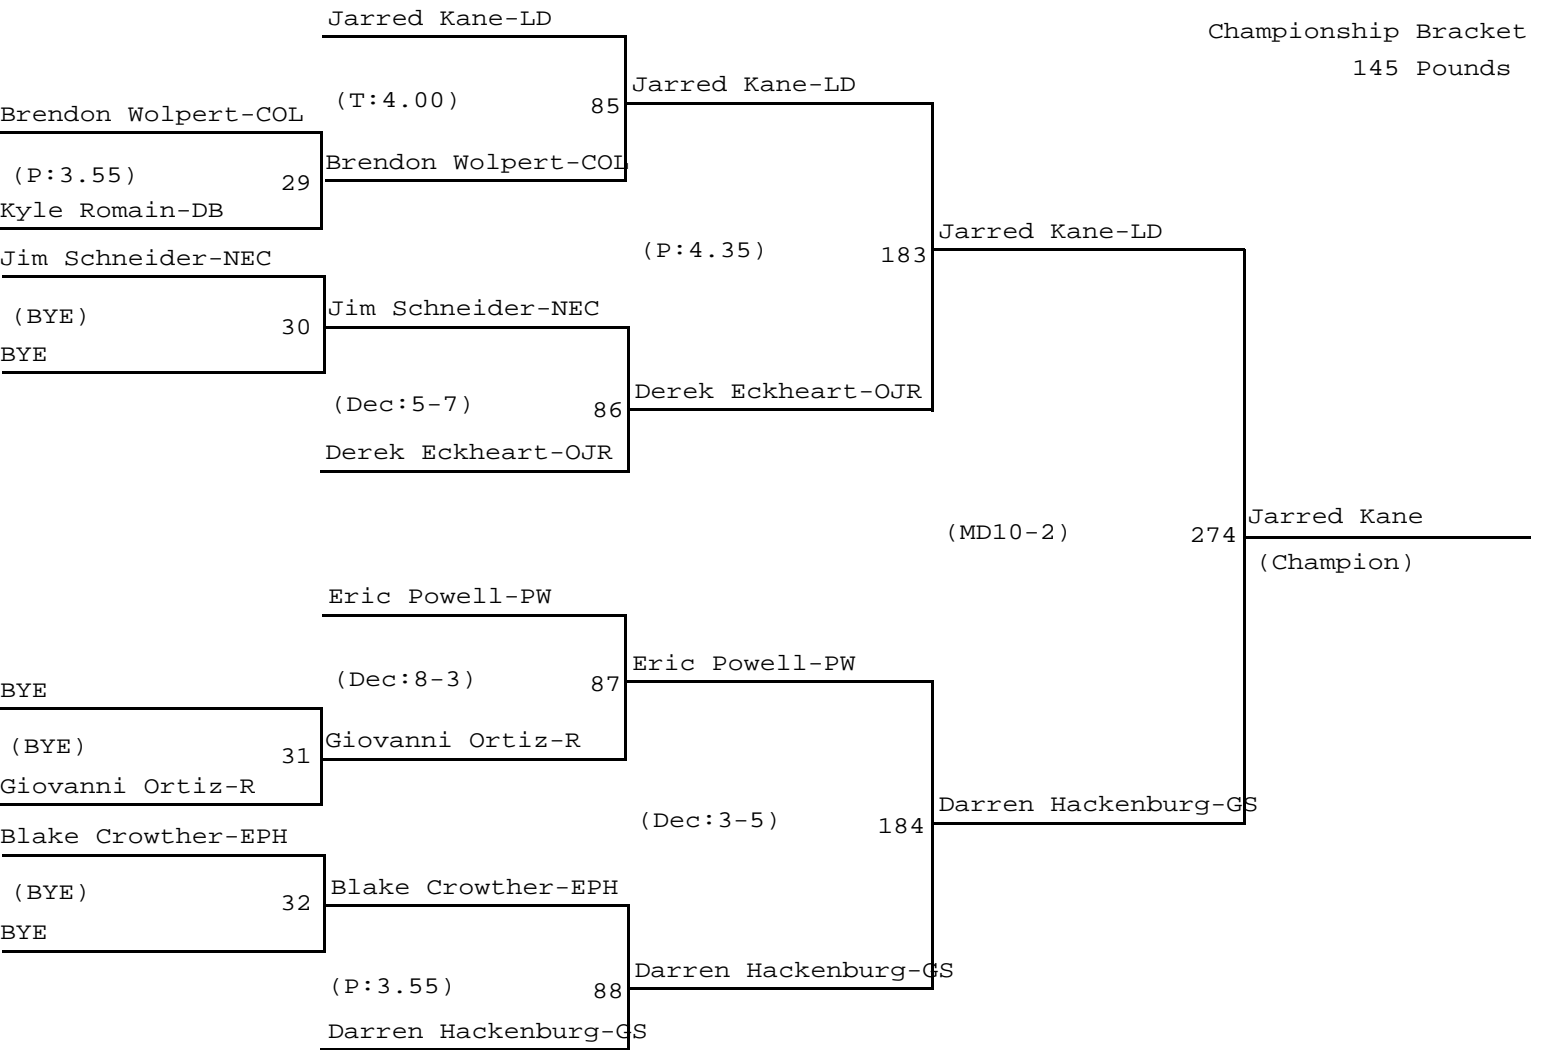 Jarred Kane-LD
Championship Bracket
145 Pounds
Jarred Kane-LD
(T:4.00)
85
Brendon Wolpert-COL
Brendon Wolpert-COL
(P:3.55)
29
Kyle Romain-DB
Jarred Kane-LD
(P:4.35)
183
Jim Schneider-NEC
Jim Schneider-NEC
(BYE)
30
BYE
Derek Eckheart-OJR
(Dec:5-7)
86
Derek Eckheart-OJR
Jarred Kane
(MD10-2)
274
(Champion)
Eric Powell-PW
Eric Powell-PW
(Dec:8-3)
87
BYE
Giovanni Ortiz-R
(BYE)
31
Giovanni Ortiz-R
Darren Hackenburg-GS
(Dec:3-5)
184
Blake Crowther-EPH
Blake Crowther-EPH
(BYE)
32
BYE
Darren Hackenburg-GS
(P:3.55)
88
Darren Hackenburg-GS